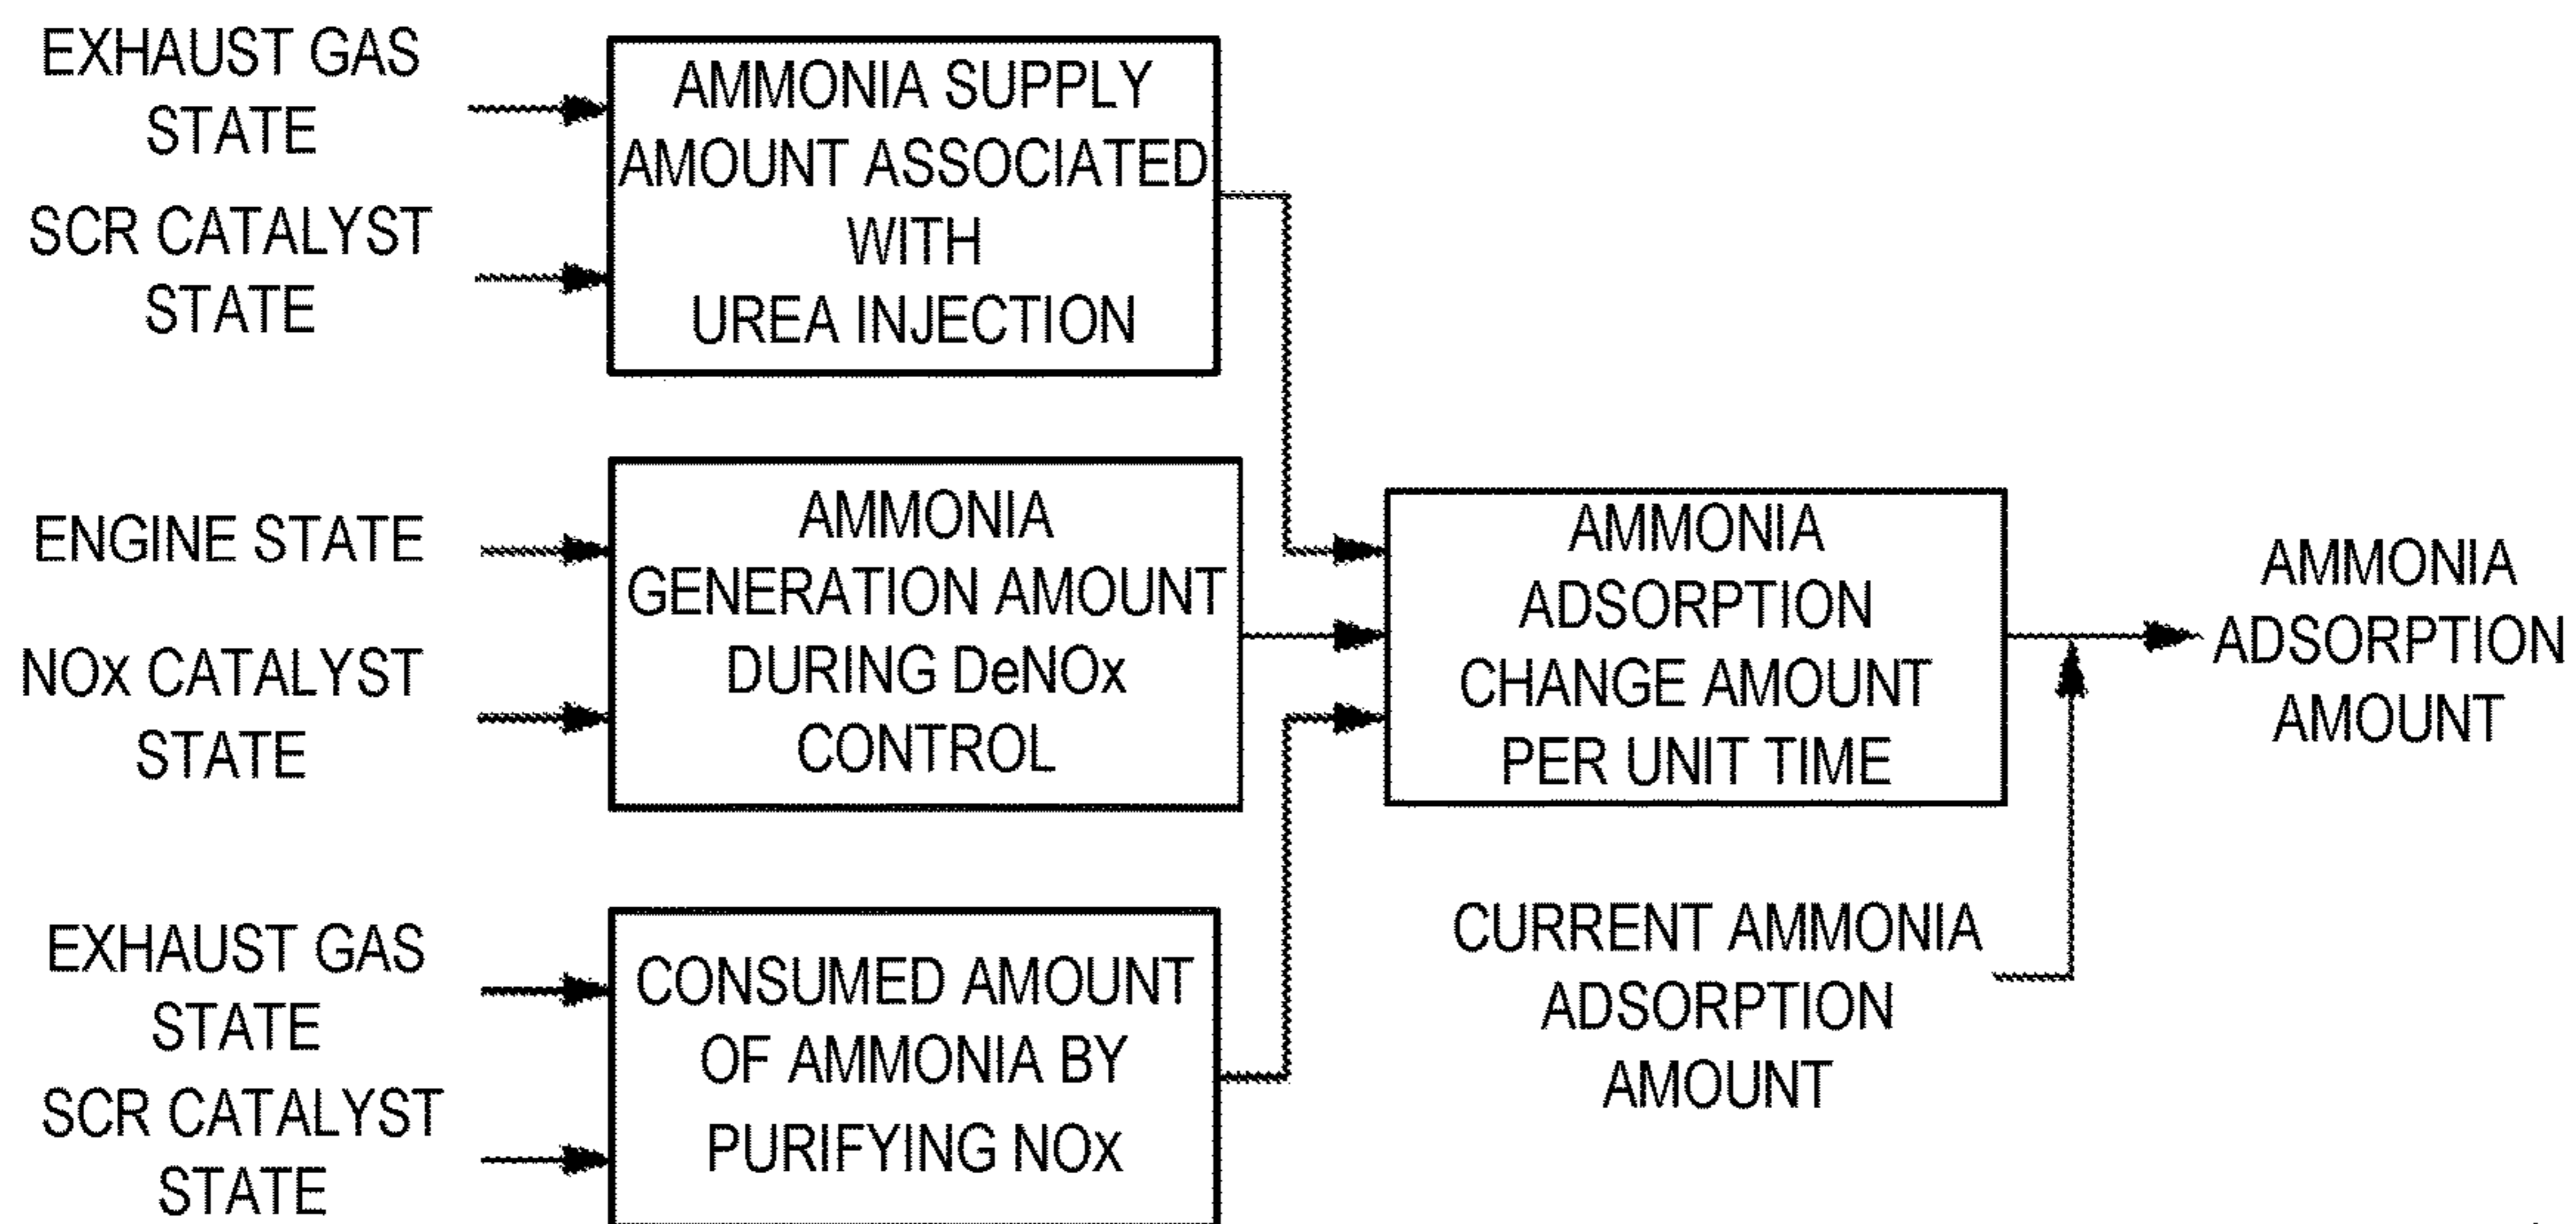 EXHAUST GAS
STATE
SCR CATALYST
STATE
AMMONIA SUPPLY
AMOUNT ASSOCIATED
WITH
UREA INJECTION
ENGINE STATE
NOx CATALYST
STATE
AMMONIA
GENERATION AMOUNT
DURING DeNOx
CONTROL
EXHAUST GAS
STATE
SCR CATALYST
STATE
CONSUMED AMOUNT
OF AMMONIA BY
PURIFYING NOx
AMMONIA
ADSORPTION
CHANGE AMOUNT
PER UNIT TIME
CURRENT AMMONIA
ADSORPTION
AMOUNT
AMMONIA
ADSORPTION
AMOUNT